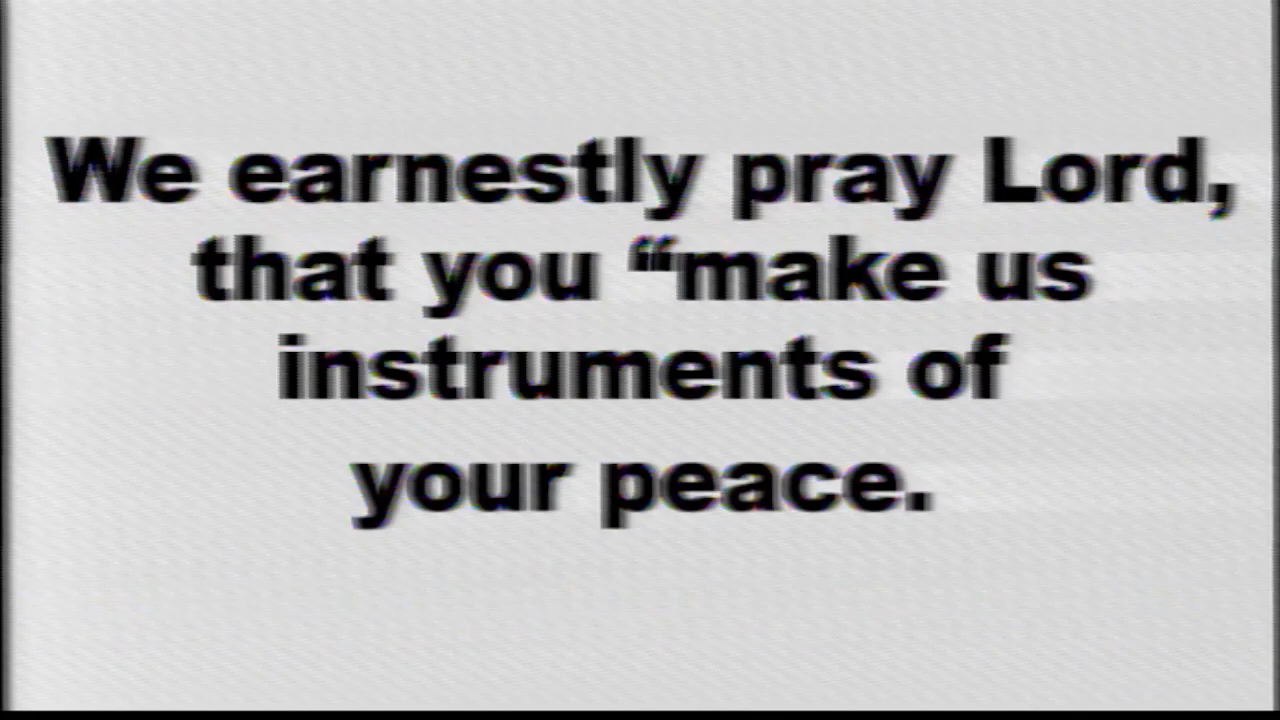 We earnestly pray Lord,
that you “make us
instruments of
your peace.